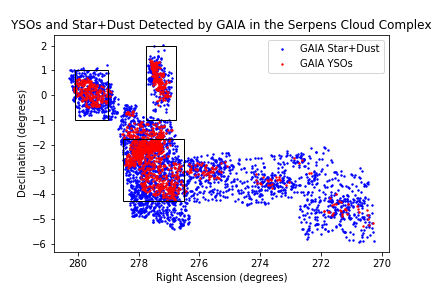 YSOs and Star+Dust Detected by GAIA in the Serpens Cloud Complex
GAIA Star+Dust
GAIA YSOs
2
1
0
−1
−2
−3
−4
−5
−6
Declination (degrees)
280 278 276 274 272 270
Right Ascension (degrees)